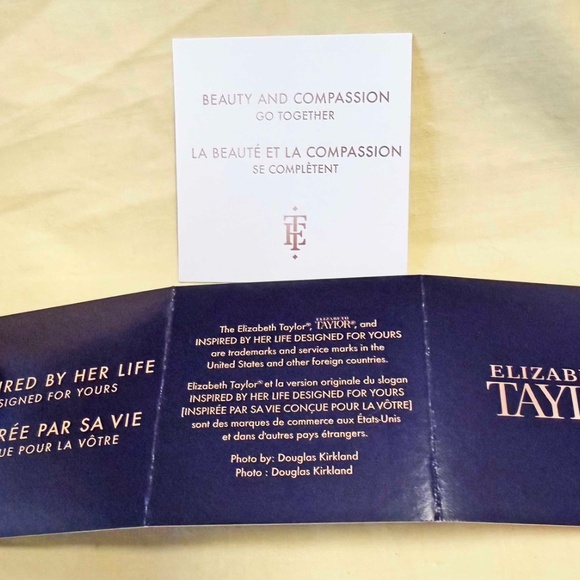 BEAUTY AND COMPASSION
GO TOGETHER
LA BEAUTÉ ET LA COMPASSION
SE COMPLÈTENT
RED BY HER LIFE
SIGNED FOR YOURS
RÉE PAR SA VIE
UE POUR LA VÔTRE
The Elizabeth Taylor®, ELIZABETH TAYLOR®, and
INSPIRED BY HER LIFE DESIGNED FOR YOURS
are trademarks and service marks in the
United States and other foreign countries.
Elizabeth Taylor® et la version originale du slogan
INSPIRED BY HER LIFE DESIGNED FOR YOURS
[INSPIRÉE PAR SA VIE CONÇUE POUR LA VÔTRE]
sont des marques de commerce aux États-Unis
et dans d'autres pays étrangers.
Photo by: Douglas Kirkland
Photo : Douglas Kirkland
ELIZABE
TAYL